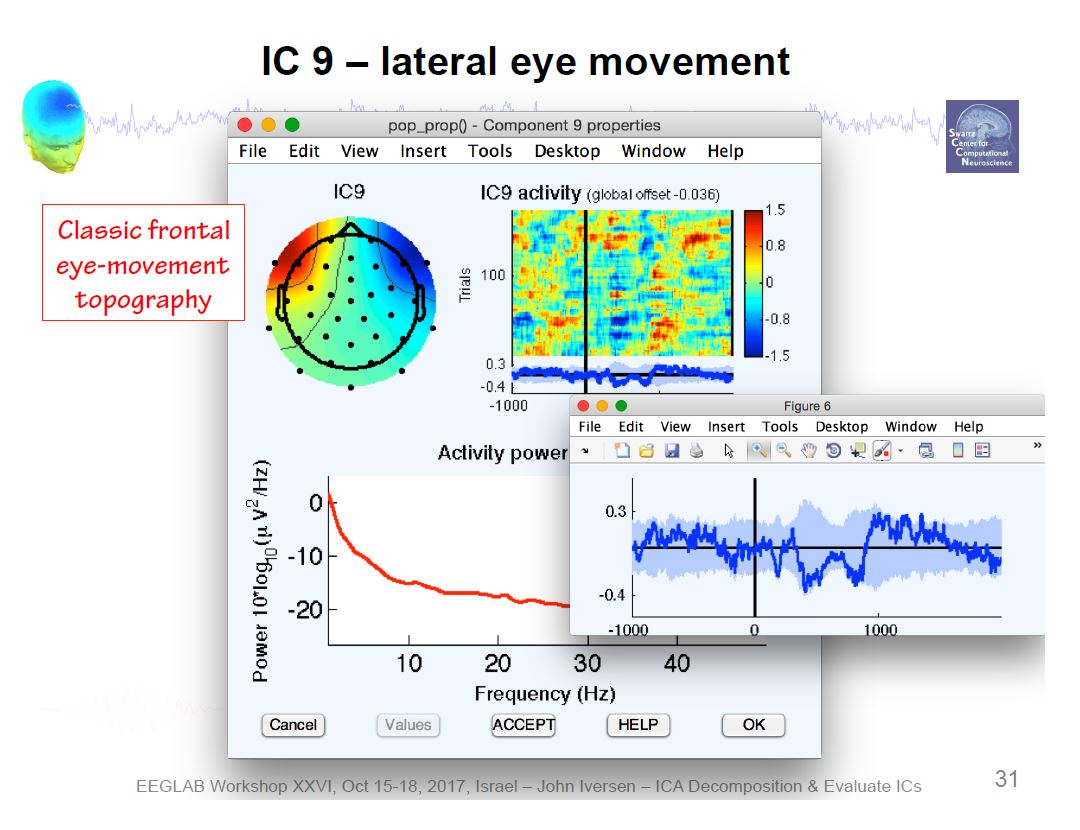 IC 9 – lateral eye movement
Swartz
Center for
Computational
Neuroscience
Classic frontal
eye-movement
topography
pop_prop() - Component 9 properties
File Edit View Insert Tools Desktop Window Help
IC9
IC9 activity (global offset -0.036)
Trials
100
1.5
0.8
0
-0.8
-1.5
0.3
-0.4
-1000
Figure 6
File Edit View Insert Tools Desktop Window Help
»
0.3
-0.4
-1000 0 1000
Activity power
Power 10*log10(μ V2/Hz)
0
-10
-20
10 20 30 40
Frequency (Hz)
Cancel Values ACCEPT HELP OK
EEGLAB Workshop XXVI, Oct 15-18, 2017, Israel – John Iversen – ICA Decomposition & Evaluate ICs
31